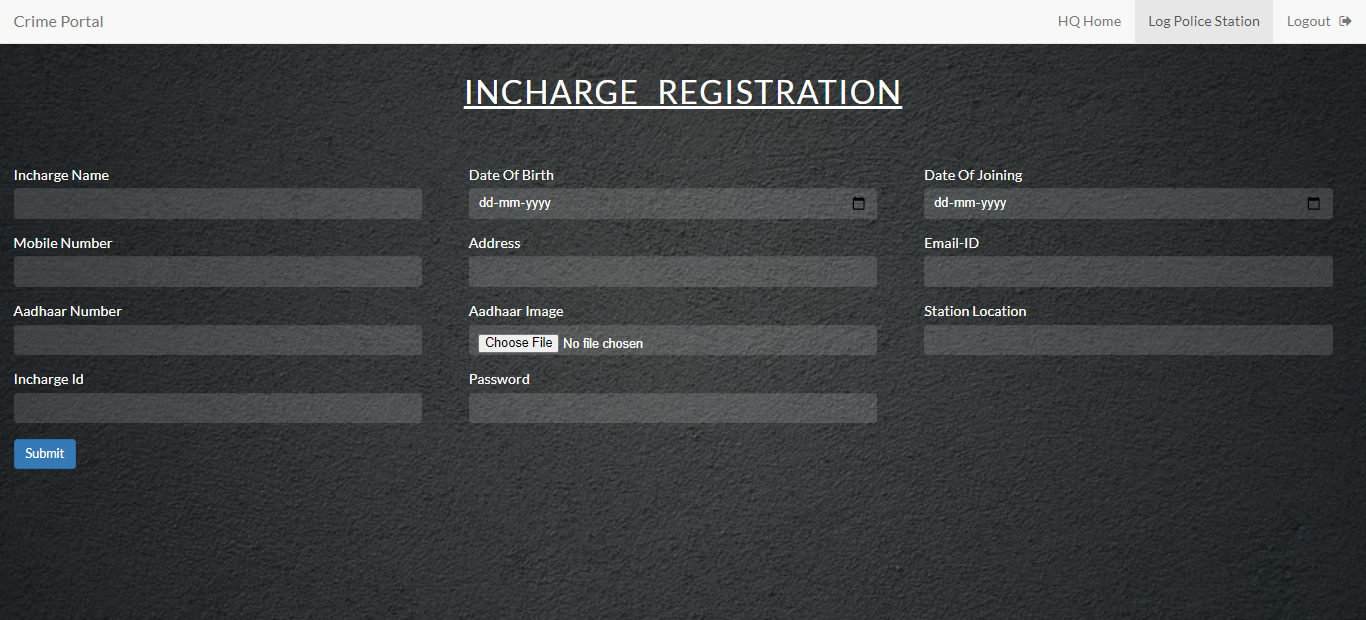 Crime Portal HQ Home Log Police Station Logout
INCHARGE REGISTRATION
Incharge Name Date Of Birth Date Of Joining
dd-mm-yyyy dd-mm-yyyy
Mobile Number Address Email-ID
Aadhaar Number Aadhaar Image Station Location
Choose File No file chosen
Incharge Id Password
Submit